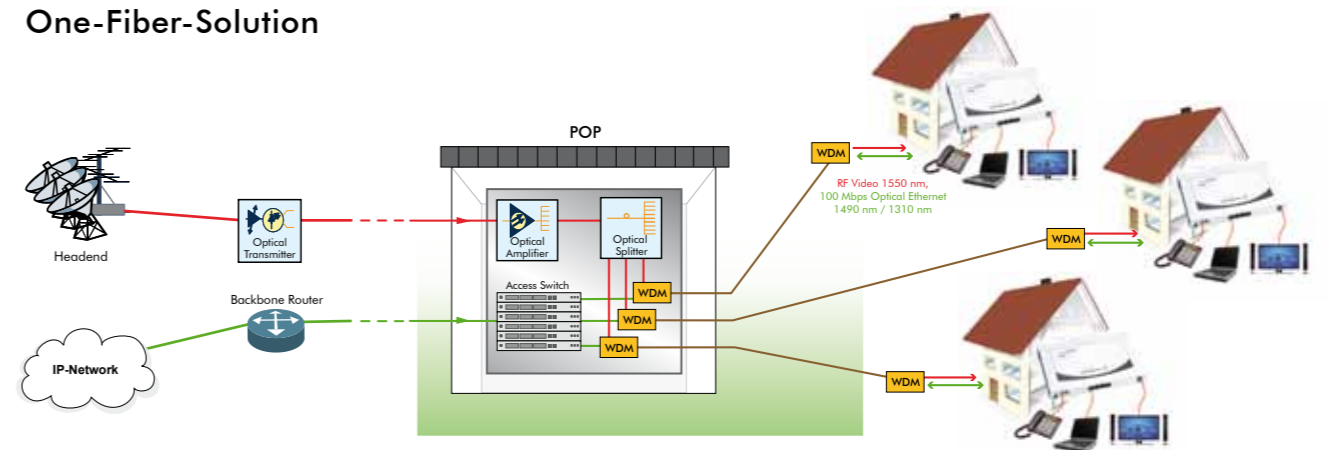 One-Fiber-Solution
POP
WDM
RF Video 1550 nm,
100 Mbps Optical Ethernet
1490 nm / 1310 nm
Headend
Optical
Transmitter
Optical
Amplifier
Optical
Splitter
WDM
Access Switch
WDM
Backbone Router
WDM
WDM
IP-Network
WDM